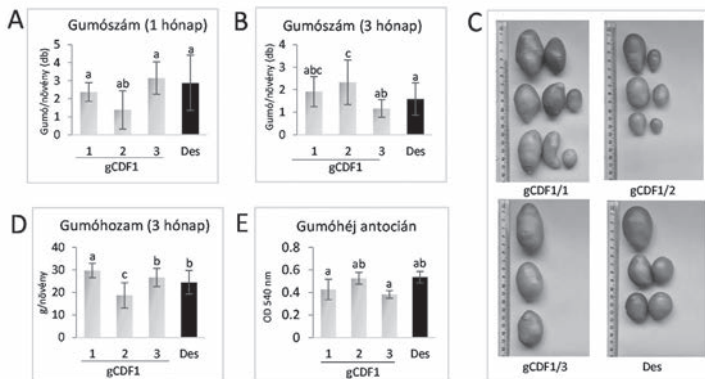 A
Gumószám (1 hónap)
Gumó/növény (db)
5
4
3
2
1
0
a
ab
a
a
1 2 3 Des
gCDF1
B
Gumószám (3 hónap)
Gumó/növény (db)
4
3
2
1
0
abc
c
ab
a
1 2 3 Des
gCDF1
C
gCDF1/1
gCDF1/2
gCDF1/3
Des
D
Gumóhozam (3 hónap)
g/növény
40
30
20
10
0
a
c
b
b
1 2 3 Des
gCDF1
E
Gumóhéj antocián
OD 540 nm
0.8
0.6
0.4
0.2
0
a
ab
a
ab
1 2 3 Des
gCDF1